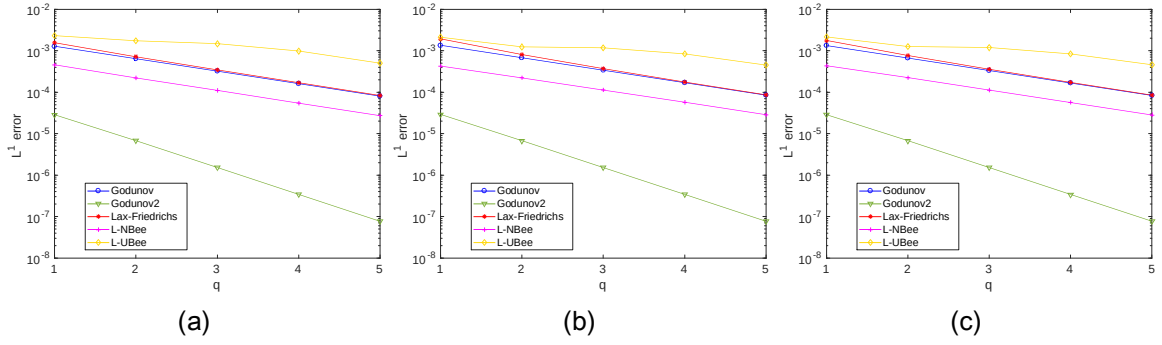 10^-2
10^-3
10^-4
10^-5
10^-6
10^-7
10^-8
L^1 error
Godunov
Godunov2
Lax-Friedrichs
L-NBee
L-UBee
1 2 3 4 5
q
(a)
10^-2
10^-3
10^-4
10^-5
10^-6
10^-7
10^-8
L^1 error
Godunov
Godunov2
Lax-Friedrichs
L-NBee
L-UBee
1 2 3 4 5
q
(b)
10^-2
10^-3
10^-4
10^-5
10^-6
10^-7
10^-8
L^1 error
Godunov
Godunov2
Lax-Friedrichs
L-NBee
L-UBee
1 2 3 4 5
q
(c)